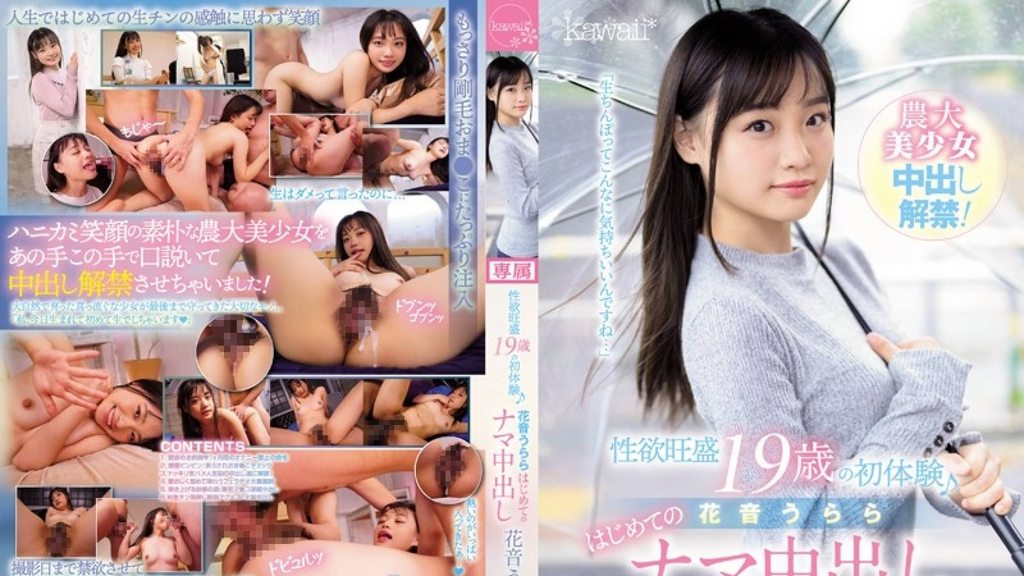 人生ではじめての生チンの感触に思わず笑顔
もじゃ〜
生はダメって言ったのに…
もっさり剛毛おま●こにたっぷり注入
ハニカミ笑顔の素朴な農大美少女を
あの手この手で口説いて
中出し解禁させちゃいました!
ドプンッ
ゴプンッ
CONTENTS
撮影日まで禁欲させて
ドピュルッ
kawaii*
専属
性欲旺盛
19歳の初体験♪
花音うらら はじめての
ナマ中出し
kawaii*
「生ちんぽってこんなに気持ちいいんですね…」
農大
美少女
中出し
解禁!
性欲旺盛19歳の初体験♪
花音うらら
はじめての
ナマ中出し